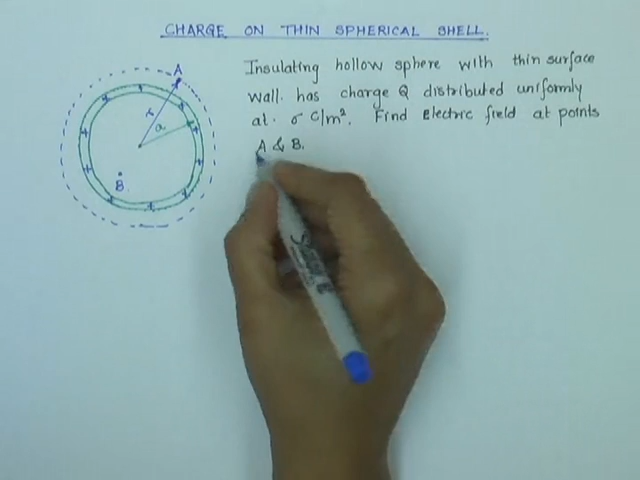 CHARGE ON THIN SPHERICAL SHELL.
Insulating hollow sphere with thin surface
wall. has charge Q distributed uniformly
at. σ C/m². Find Electric field at points
A & B.
A
r
a
B